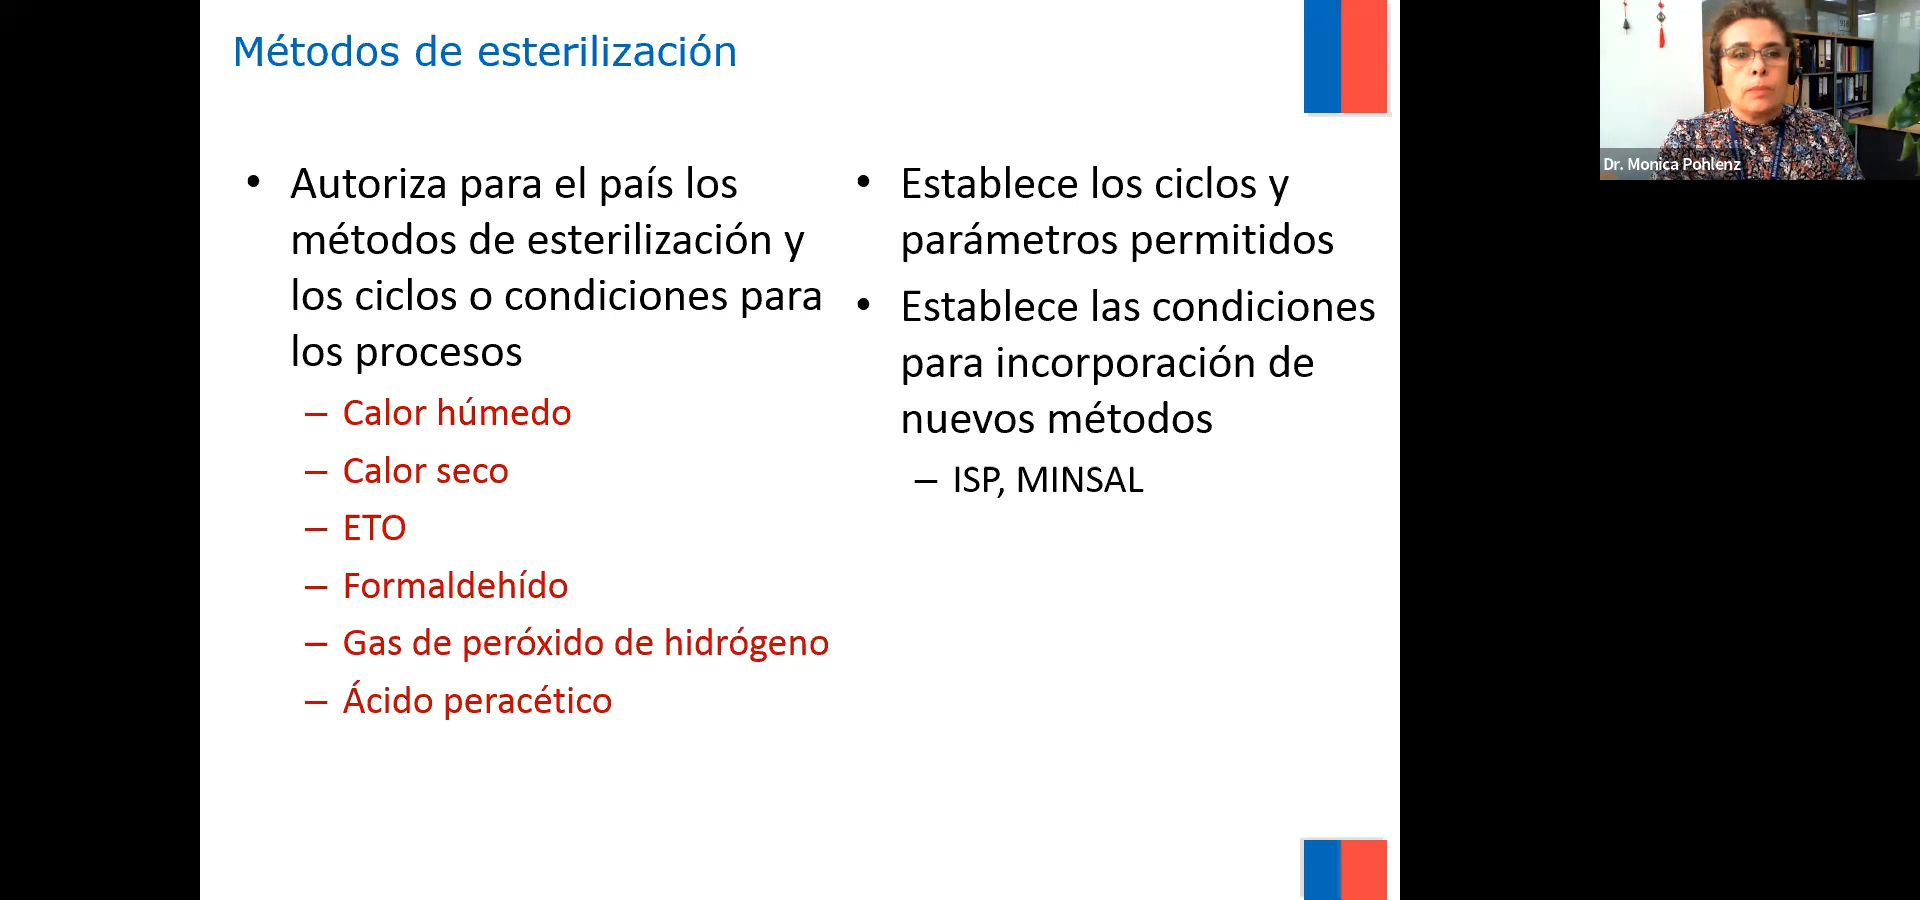 Métodos de esterilización
• Autoriza para el país los
métodos de esterilización y
los ciclos o condiciones para
los procesos
– Calor húmedo
– Calor seco
– ETO
– Formaldehído
– Gas de peróxido de hidrógeno
– Ácido peracético
• Establece los ciclos y
parámetros permitidos
• Establece las condiciones
para incorporación de
nuevos métodos
– ISP, MINSAL
Dr. Monica Pohlenz